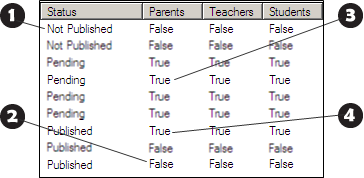 Status Parents Teachers Students
1 Not Published False False False 3
Not Published False False False
Pending True True True
Pending True True True
Pending True True True
Pending True True True
2 Published True True True 4
Published False False False
Published False False False